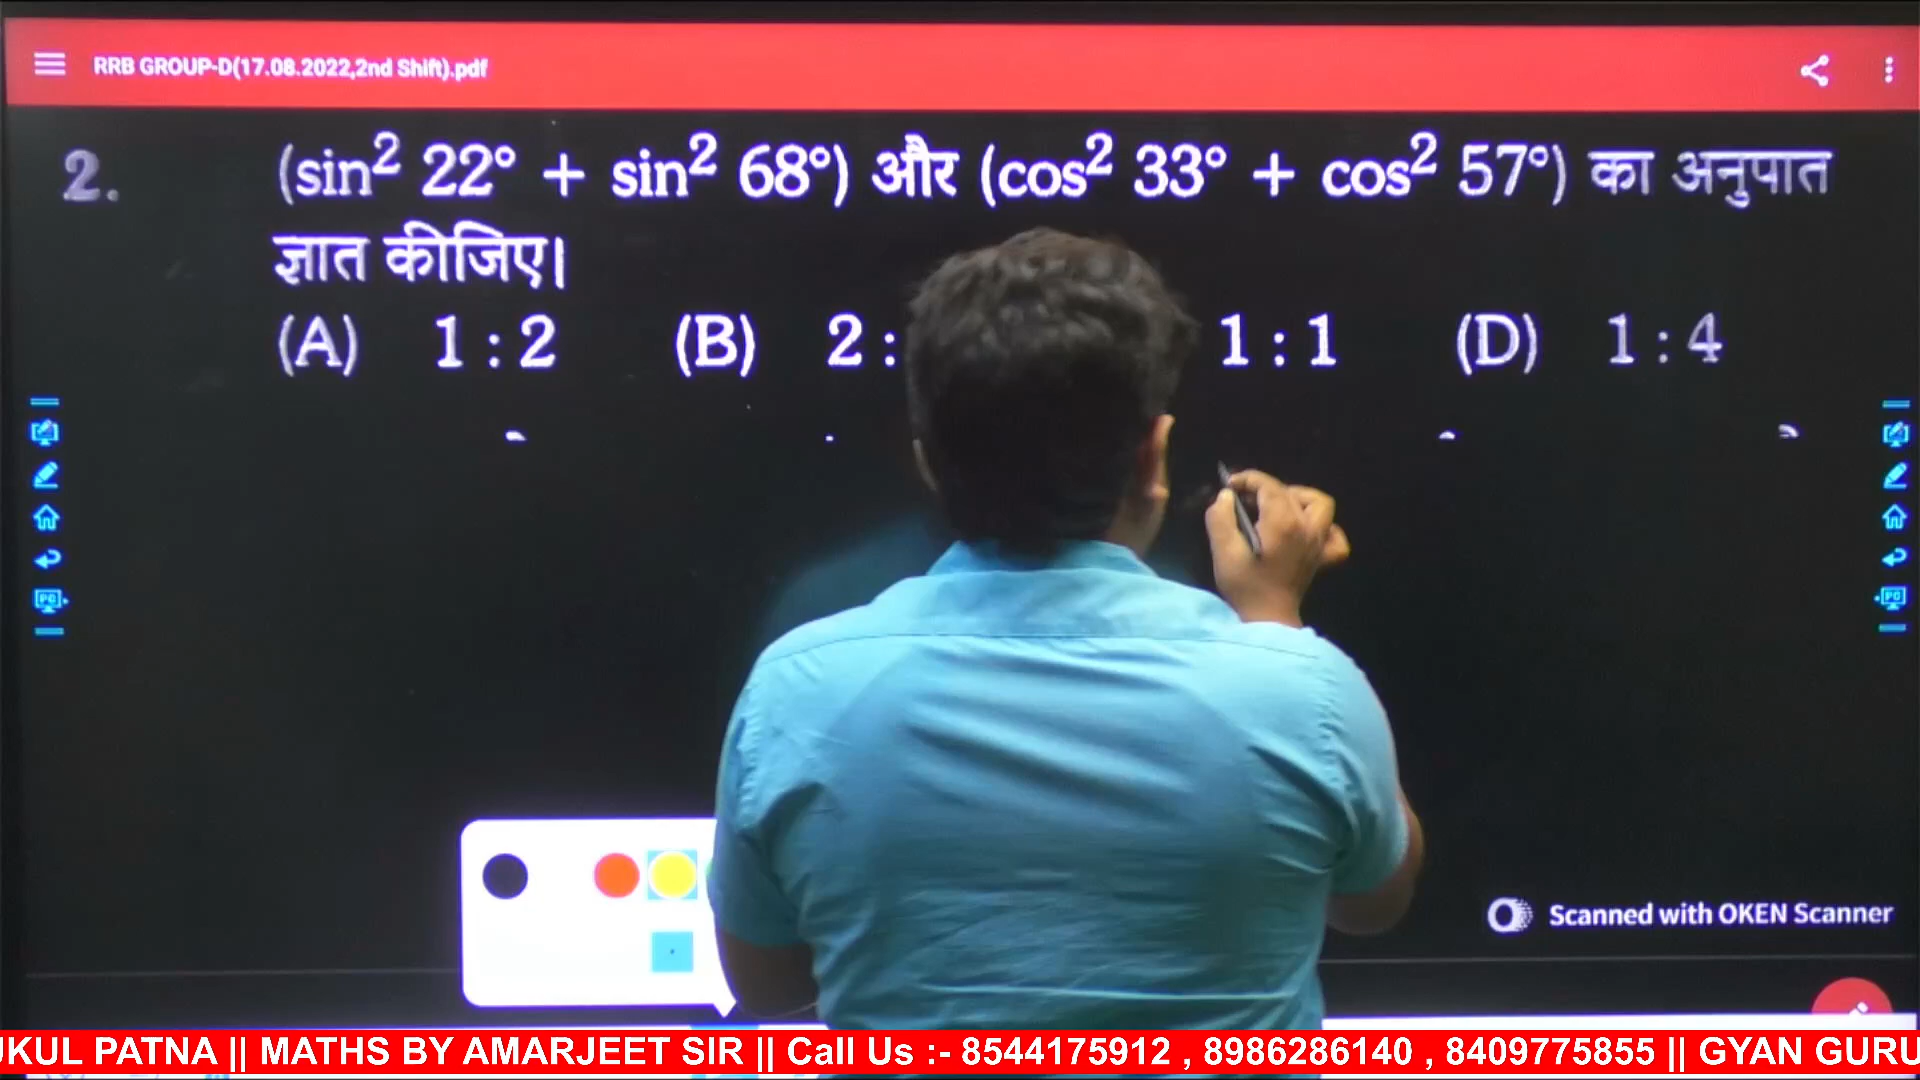 RRB GROUP-D(17.08.2022,2nd Shift).pdf
2. (sin² 22° + sin² 68°) और (cos² 33° + cos² 57°) का अनुपात
ज्ञात कीजिए।
(A) 1 : 2 (B) 2 : 1 : 1 (D) 1 : 4
PC
PC
Scanned with OKEN Scanner
UKUL PATNA || MATHS BY AMARJEET SIR || Call Us :- 8544175912 , 8986286140 , 8409775855 || GYAN GURU